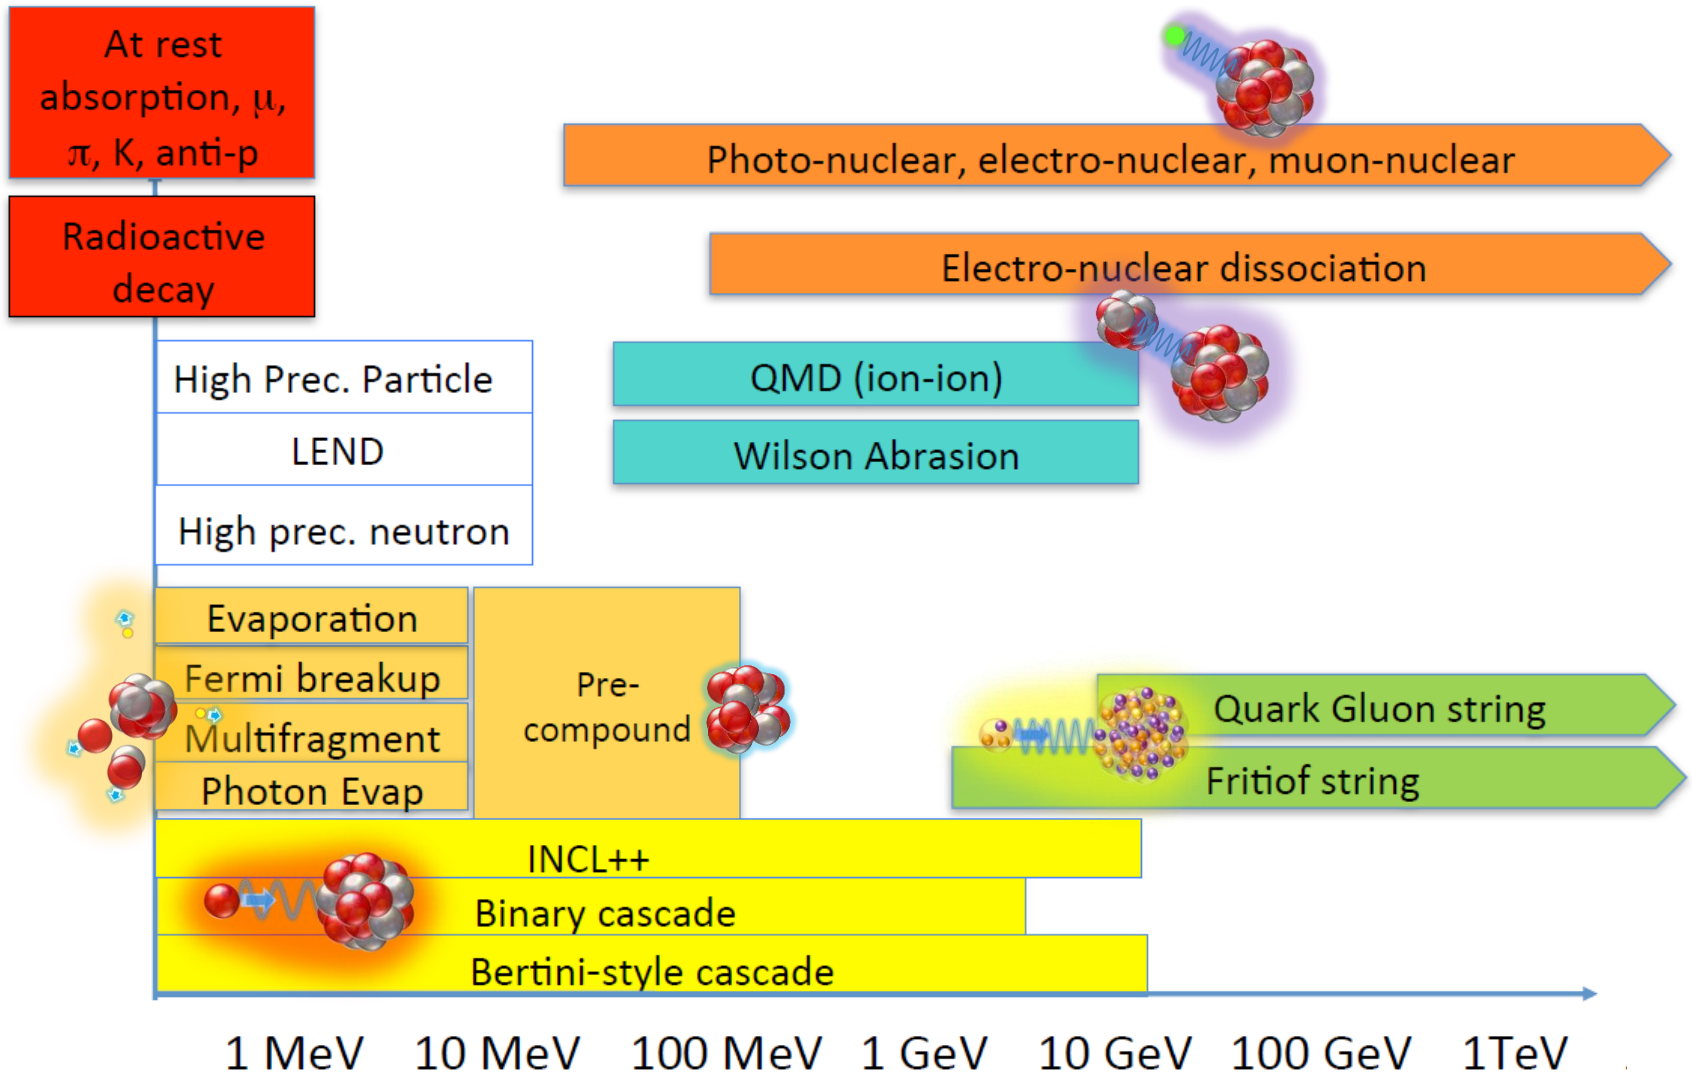 At rest
absorption, μ,
π, K, anti-p
Radioactive
decay
Photo-nuclear, electro-nuclear, muon-nuclear
Electro-nuclear dissociation
High Prec. Particle
LEND
High prec. neutron
QMD (ion-ion)
Wilson Abrasion
Evaporation
Fermi breakup
Multifragment
Photon Evap
Pre-
compound
Quark Gluon string
Fritiof string
INCL++
Binary cascade
Bertini-style cascade
1 MeV 10 MeV 100 MeV 1 GeV 10 GeV 100 GeV 1TeV